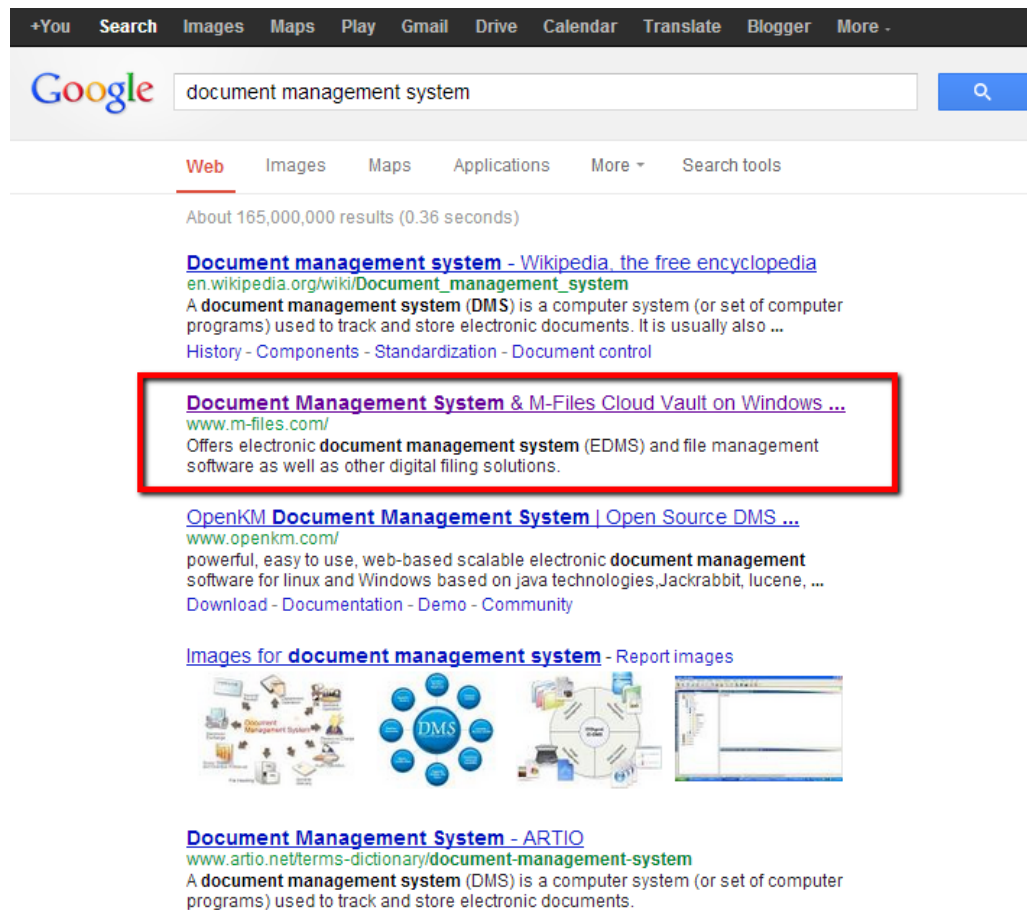 +You Search Images Maps Play Gmail Drive Calendar Translate Blogger More
Google document management system
Web Images Maps Applications More Search tools
About 165,000,000 results (0.36 seconds)
Document management system - Wikipedia, the free encyclopedia
en.wikipedia.org/wiki/Document_management_system
A document management system (DMS) is a computer system (or set of computer
programs) used to track and store electronic documents. It is usually also ...
History - Components - Standardization - Document control
Document Management System & M-Files Cloud Vault on Windows ...
www.m-files.com/
Offers electronic document management system (EDMS) and file management
software as well as other digital filing solutions.
OpenKM Document Management System | Open Source DMS ...
www.openkm.com/
powerful, easy to use, web-based scalable electronic document management
software for linux and Windows based on java technologies,Jackrabbit, lucene, ...
Download - Documentation - Demo - Community
Images for document management system - Report images
Document
Management System
DMS
Document Management System - ARTIO
www.artio.net/terms-dictionary/document-management-system
A document management system (DMS) is a computer system (or set of computer
programs) used to track and store electronic documents.